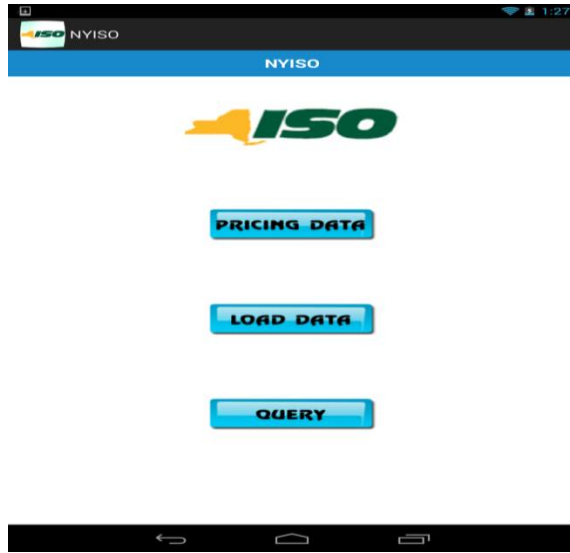 1:27
ISO NYISO
NYISO
ISO
PRICING DATA
LOAD DATA
QUERY